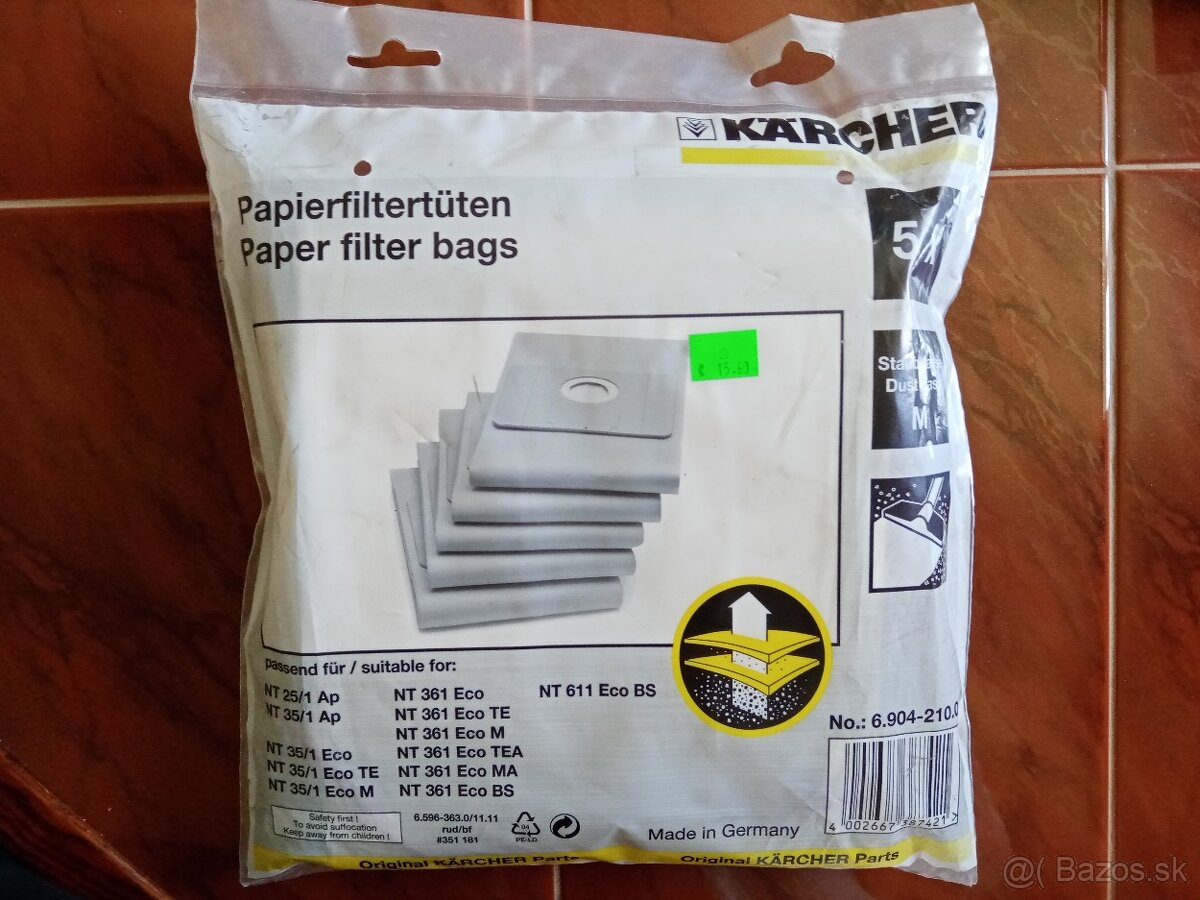 KÄRCHER
Papierfiltertüten
Paper filter bags
5
€ 15.60
M
passend für / suitable for:
NT 25/1 Ap
NT 35/1 Ap
NT 35/1 Eco
NT 35/1 Eco TE
NT 35/1 Eco M
NT 361 Eco
NT 361 Eco TE
NT 361 Eco M
NT 361 Eco TEA
NT 361 Eco MA
NT 361 Eco BS
NT 611 Eco BS
No.: 6.904-210.0
4 002667 387421
Safety first !
To avoid auffocation
Keep away from children !
6.596-363.0/11.11
rud/bf
#351 181
04
PE-LD
Made in Germany
Original KÄRCHER Parts
Original KÄRCHER Parts
@( Bazos.sk